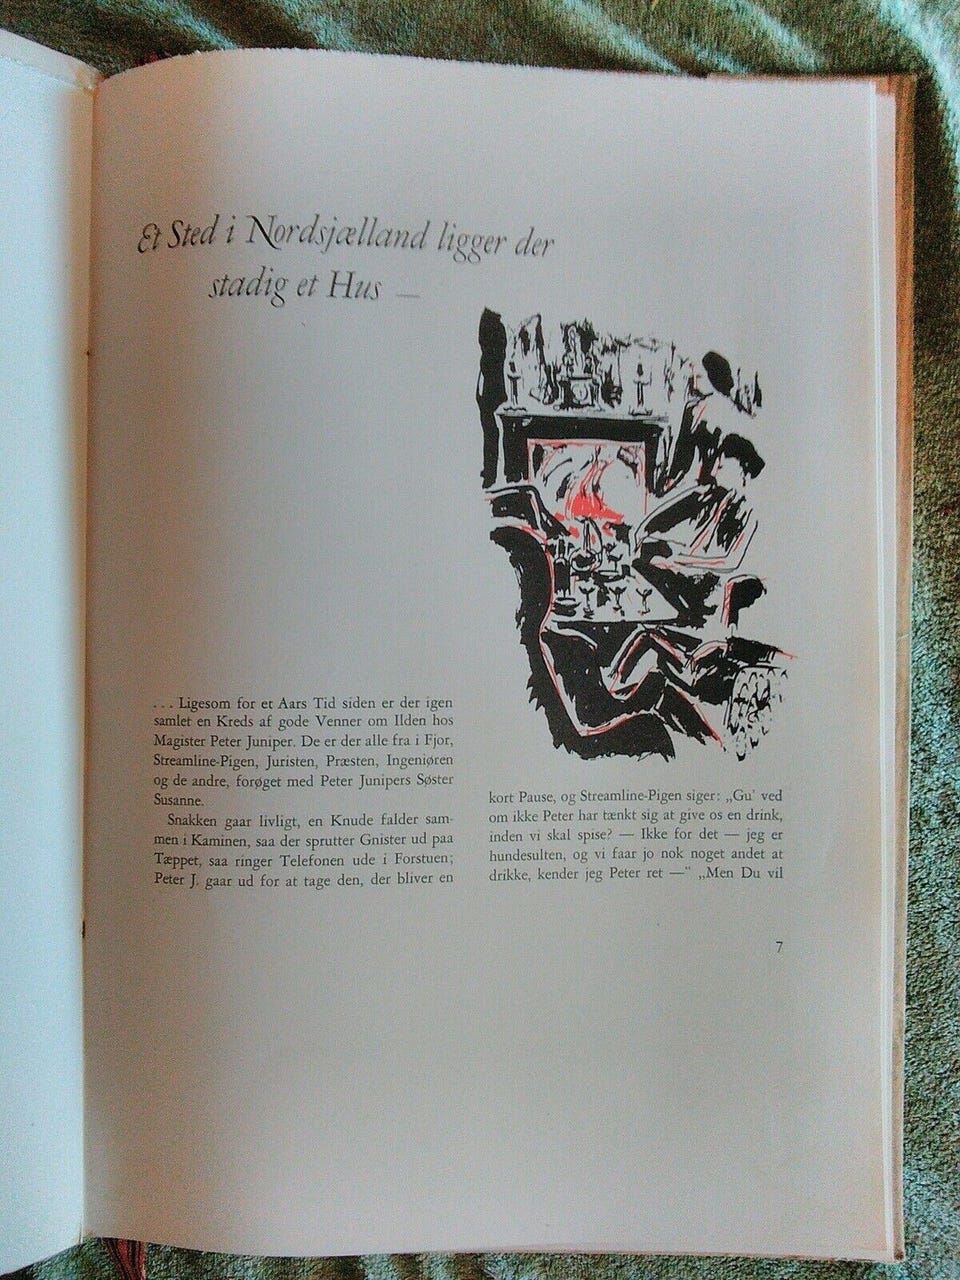 Et Sted i Nordsjælland ligger der
stadig et Hus —
. . . Ligesom for et Aars Tid siden er der igen
samlet en Kreds af gode Venner om Ilden hos
Magister Peter Juniper. De er der alle fra i Fjor,
Streamline-Pigen, Juristen, Præsten, Ingeniøren
og de andre, forøget med Peter Junipers Søster
Susanne.
Snakken gaar livligt, en Knude falder sam-
men i Kaminen, saa der sprutter Gnister ud paa
Tæppet, saa ringer Telefonen ude i Forstuen;
Peter J. gaar ud for at tage den, der bliver en
kort Pause, og Streamline-Pigen siger: „Gu' ved
om ikke Peter har tænkt sig at give os en drink,
inden vi skal spise? — Ikke for det — jeg er
hundesulten, og vi faar jo nok noget andet at
drikke, kender jeg Peter ret —" „Men Du vil
7